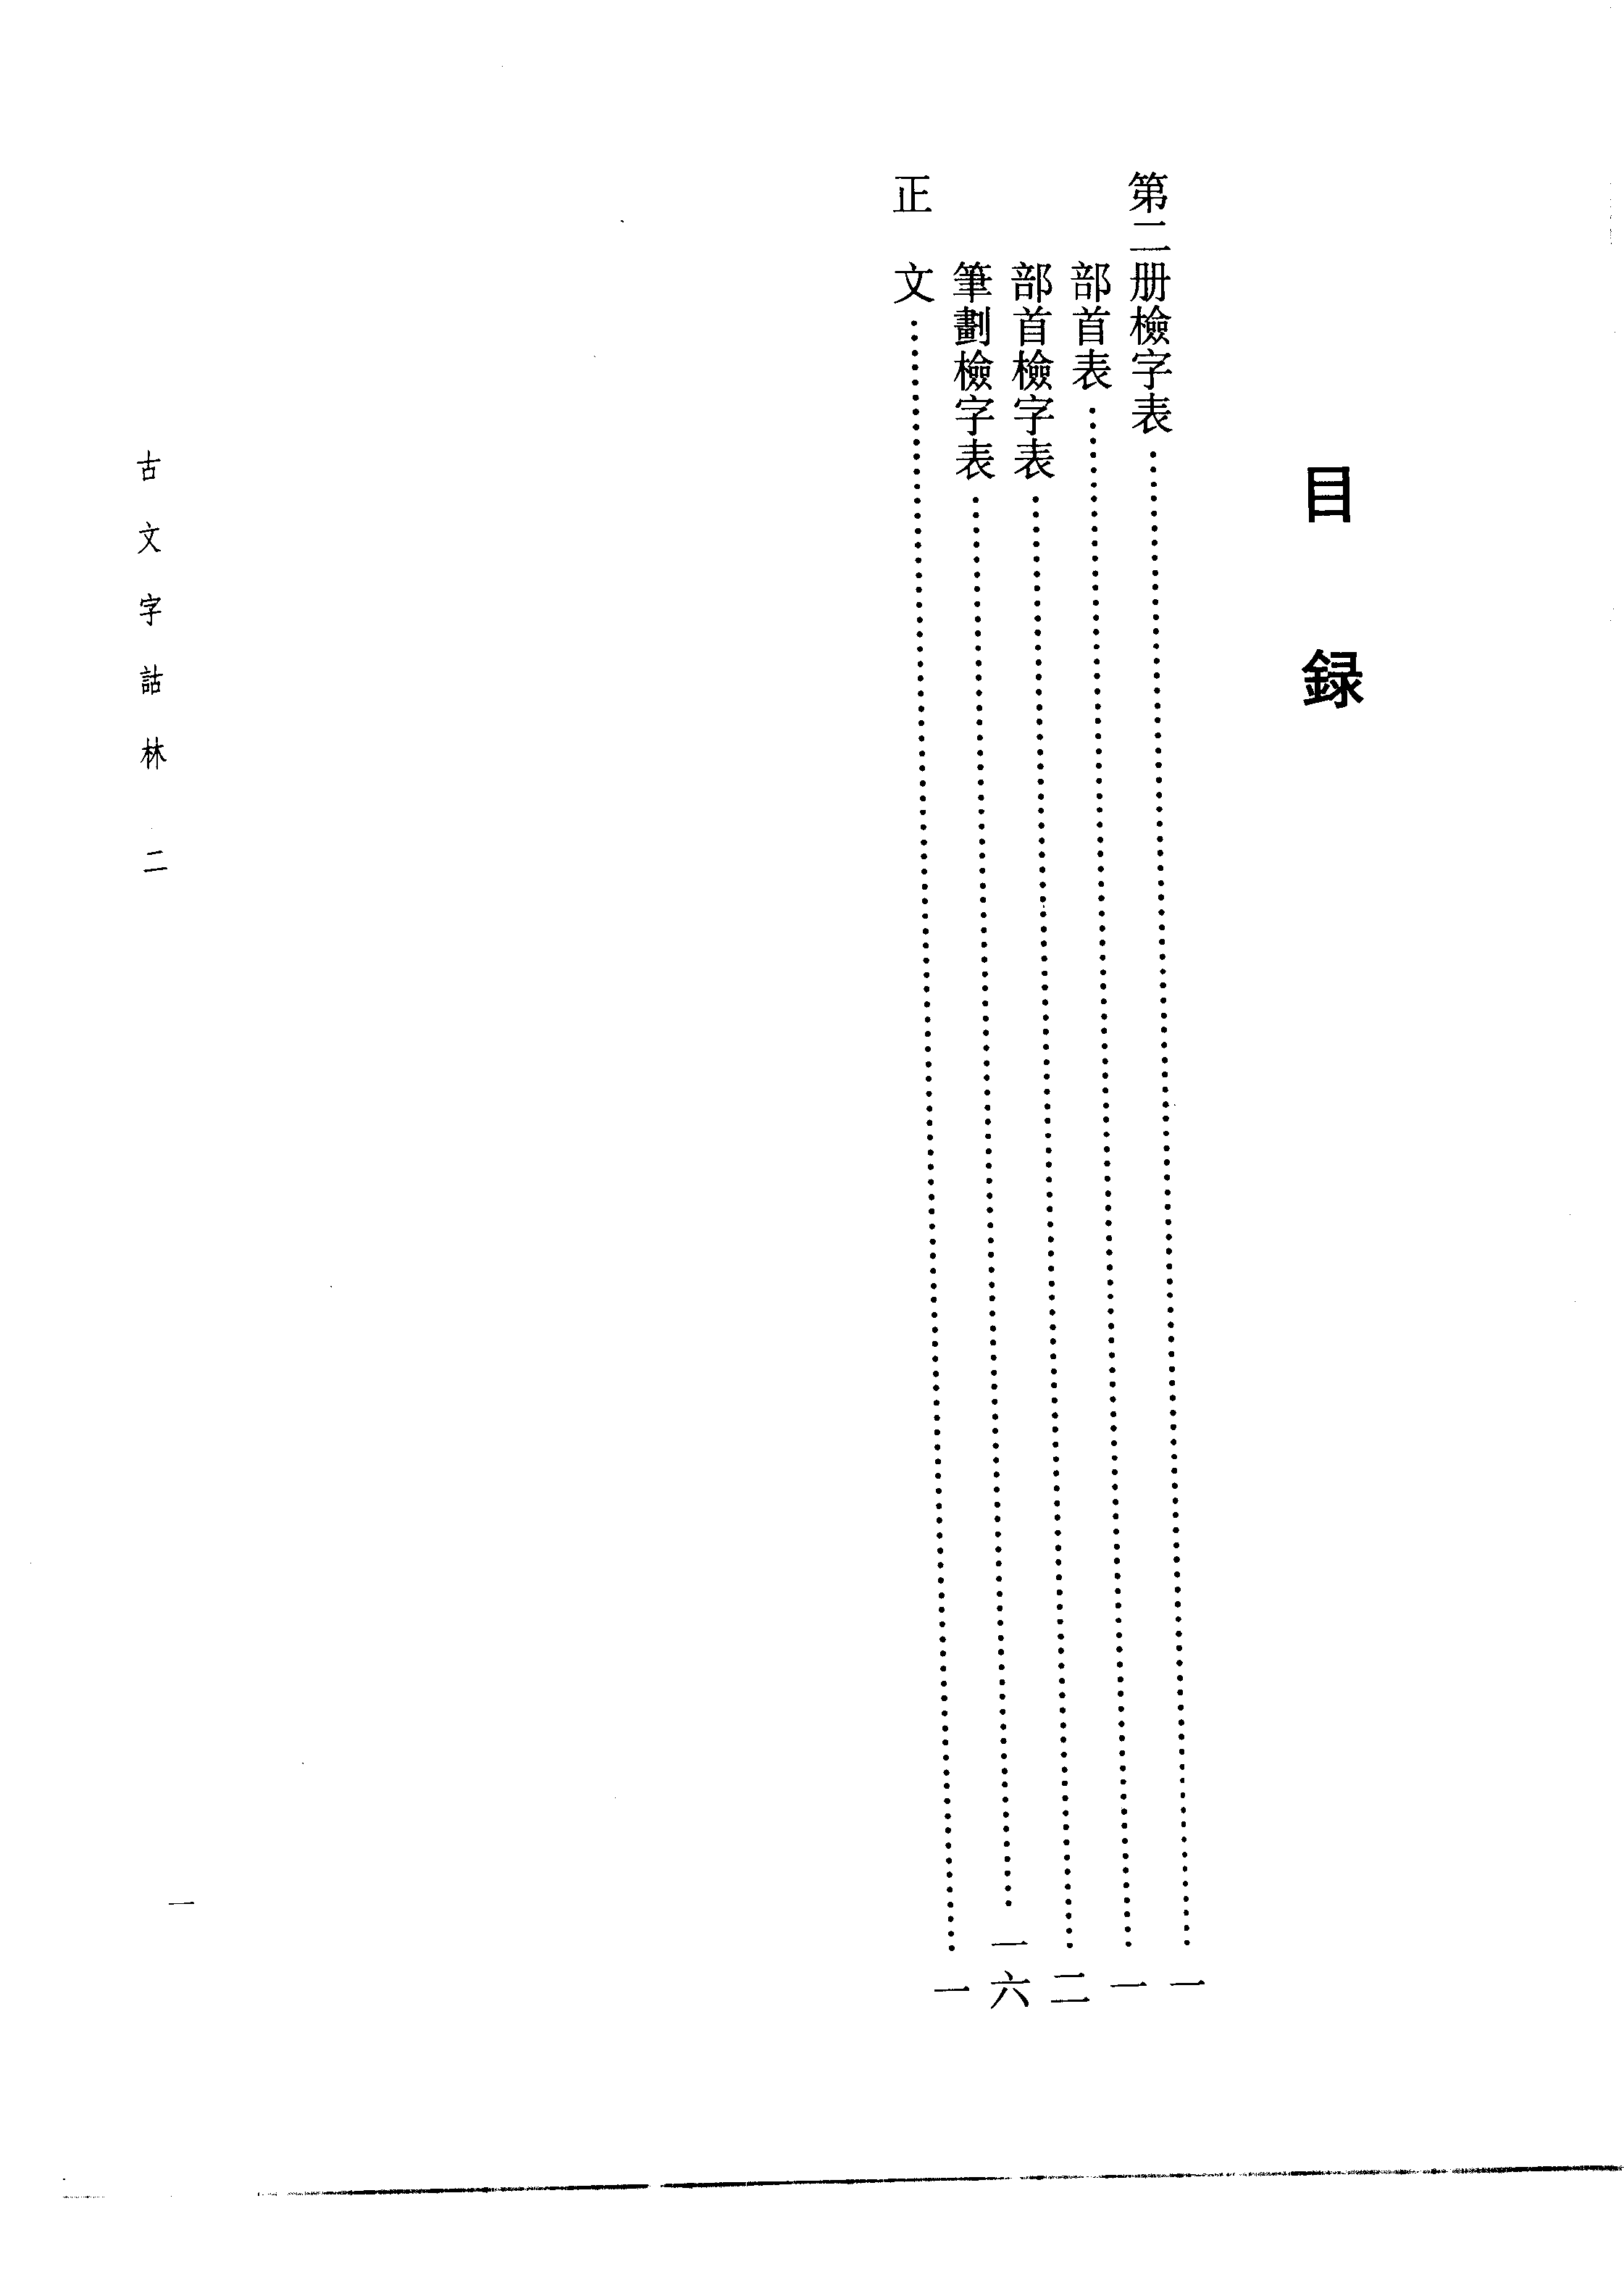 目録
第二册檢字表……一
部首表……一
部首檢字表……二
筆劃檢字表……一六
正文……一
古文字詁林 二
一